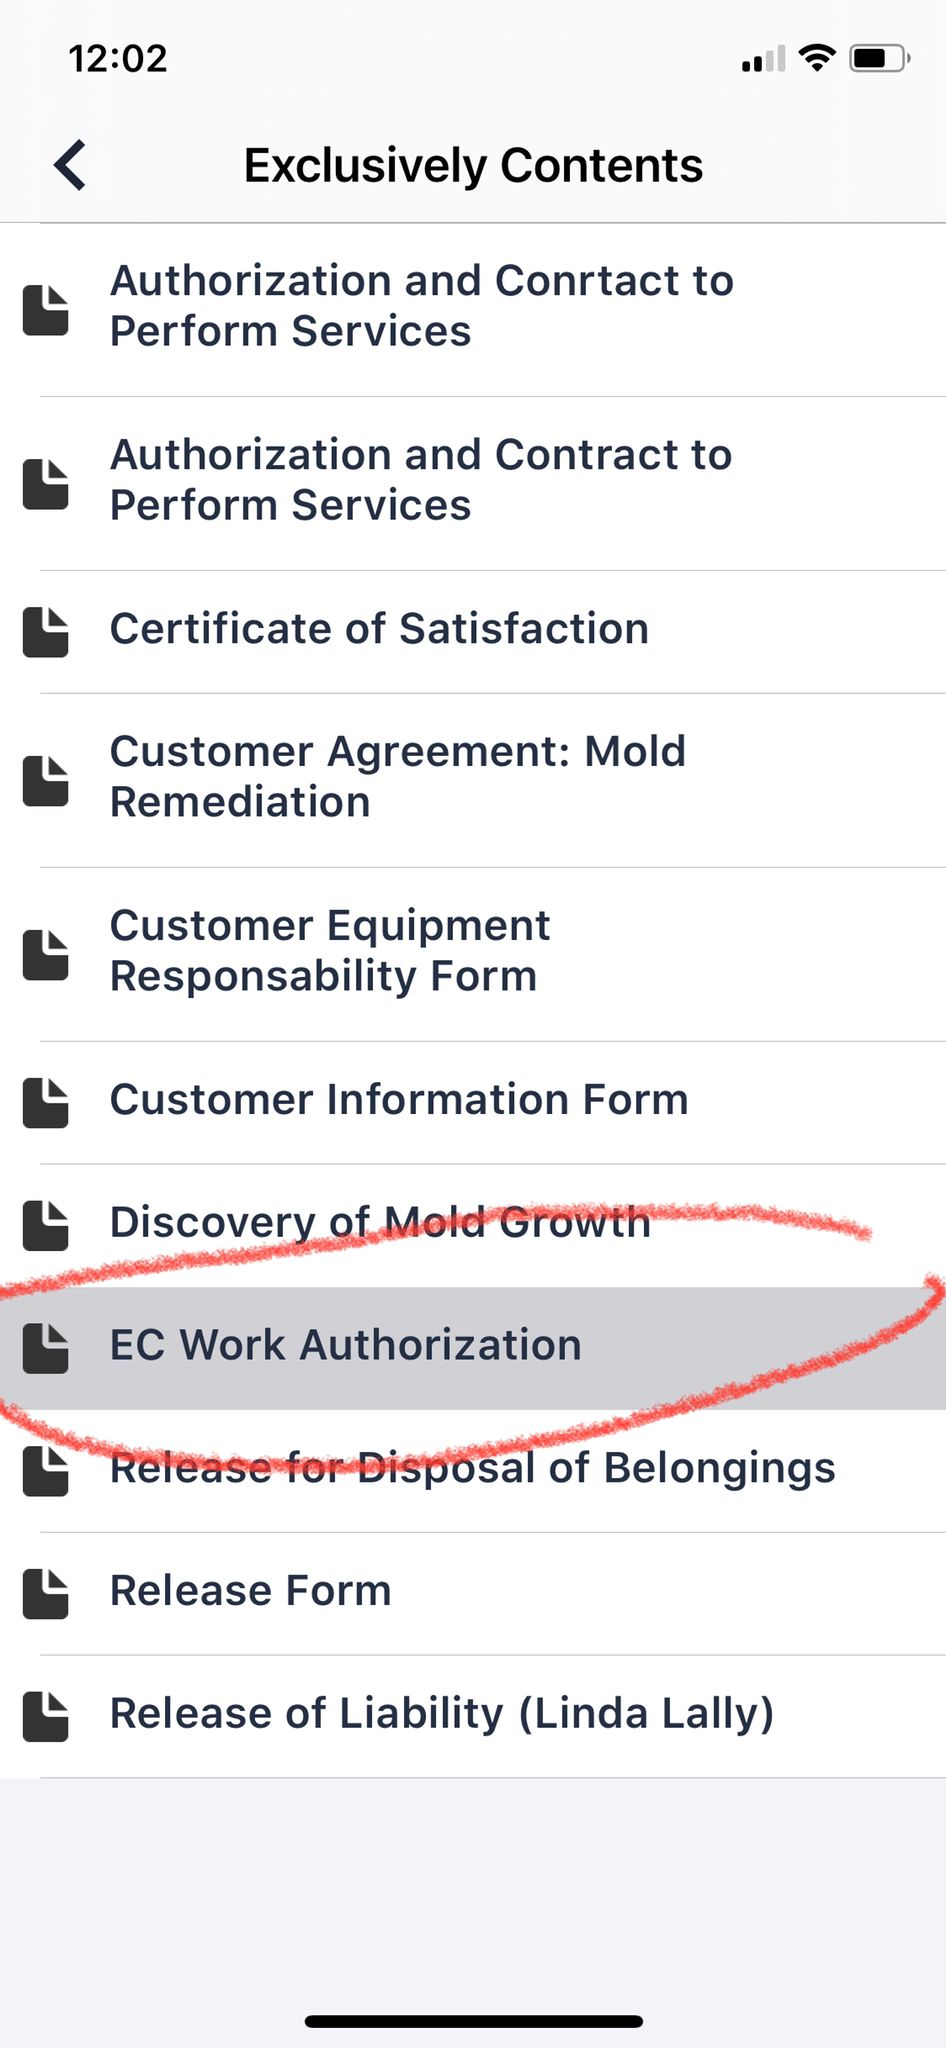 12:02
Exclusively Contents
Authorization and Conrtact to
Perform Services
Authorization and Contract to
Perform Services
Certificate of Satisfaction
Customer Agreement: Mold
Remediation
Customer Equipment
Responsability Form
Customer Information Form
Discovery of Mold Growth
EC Work Authorization
Release for Disposal of Belongings
Release Form
Release of Liability (Linda Lally)